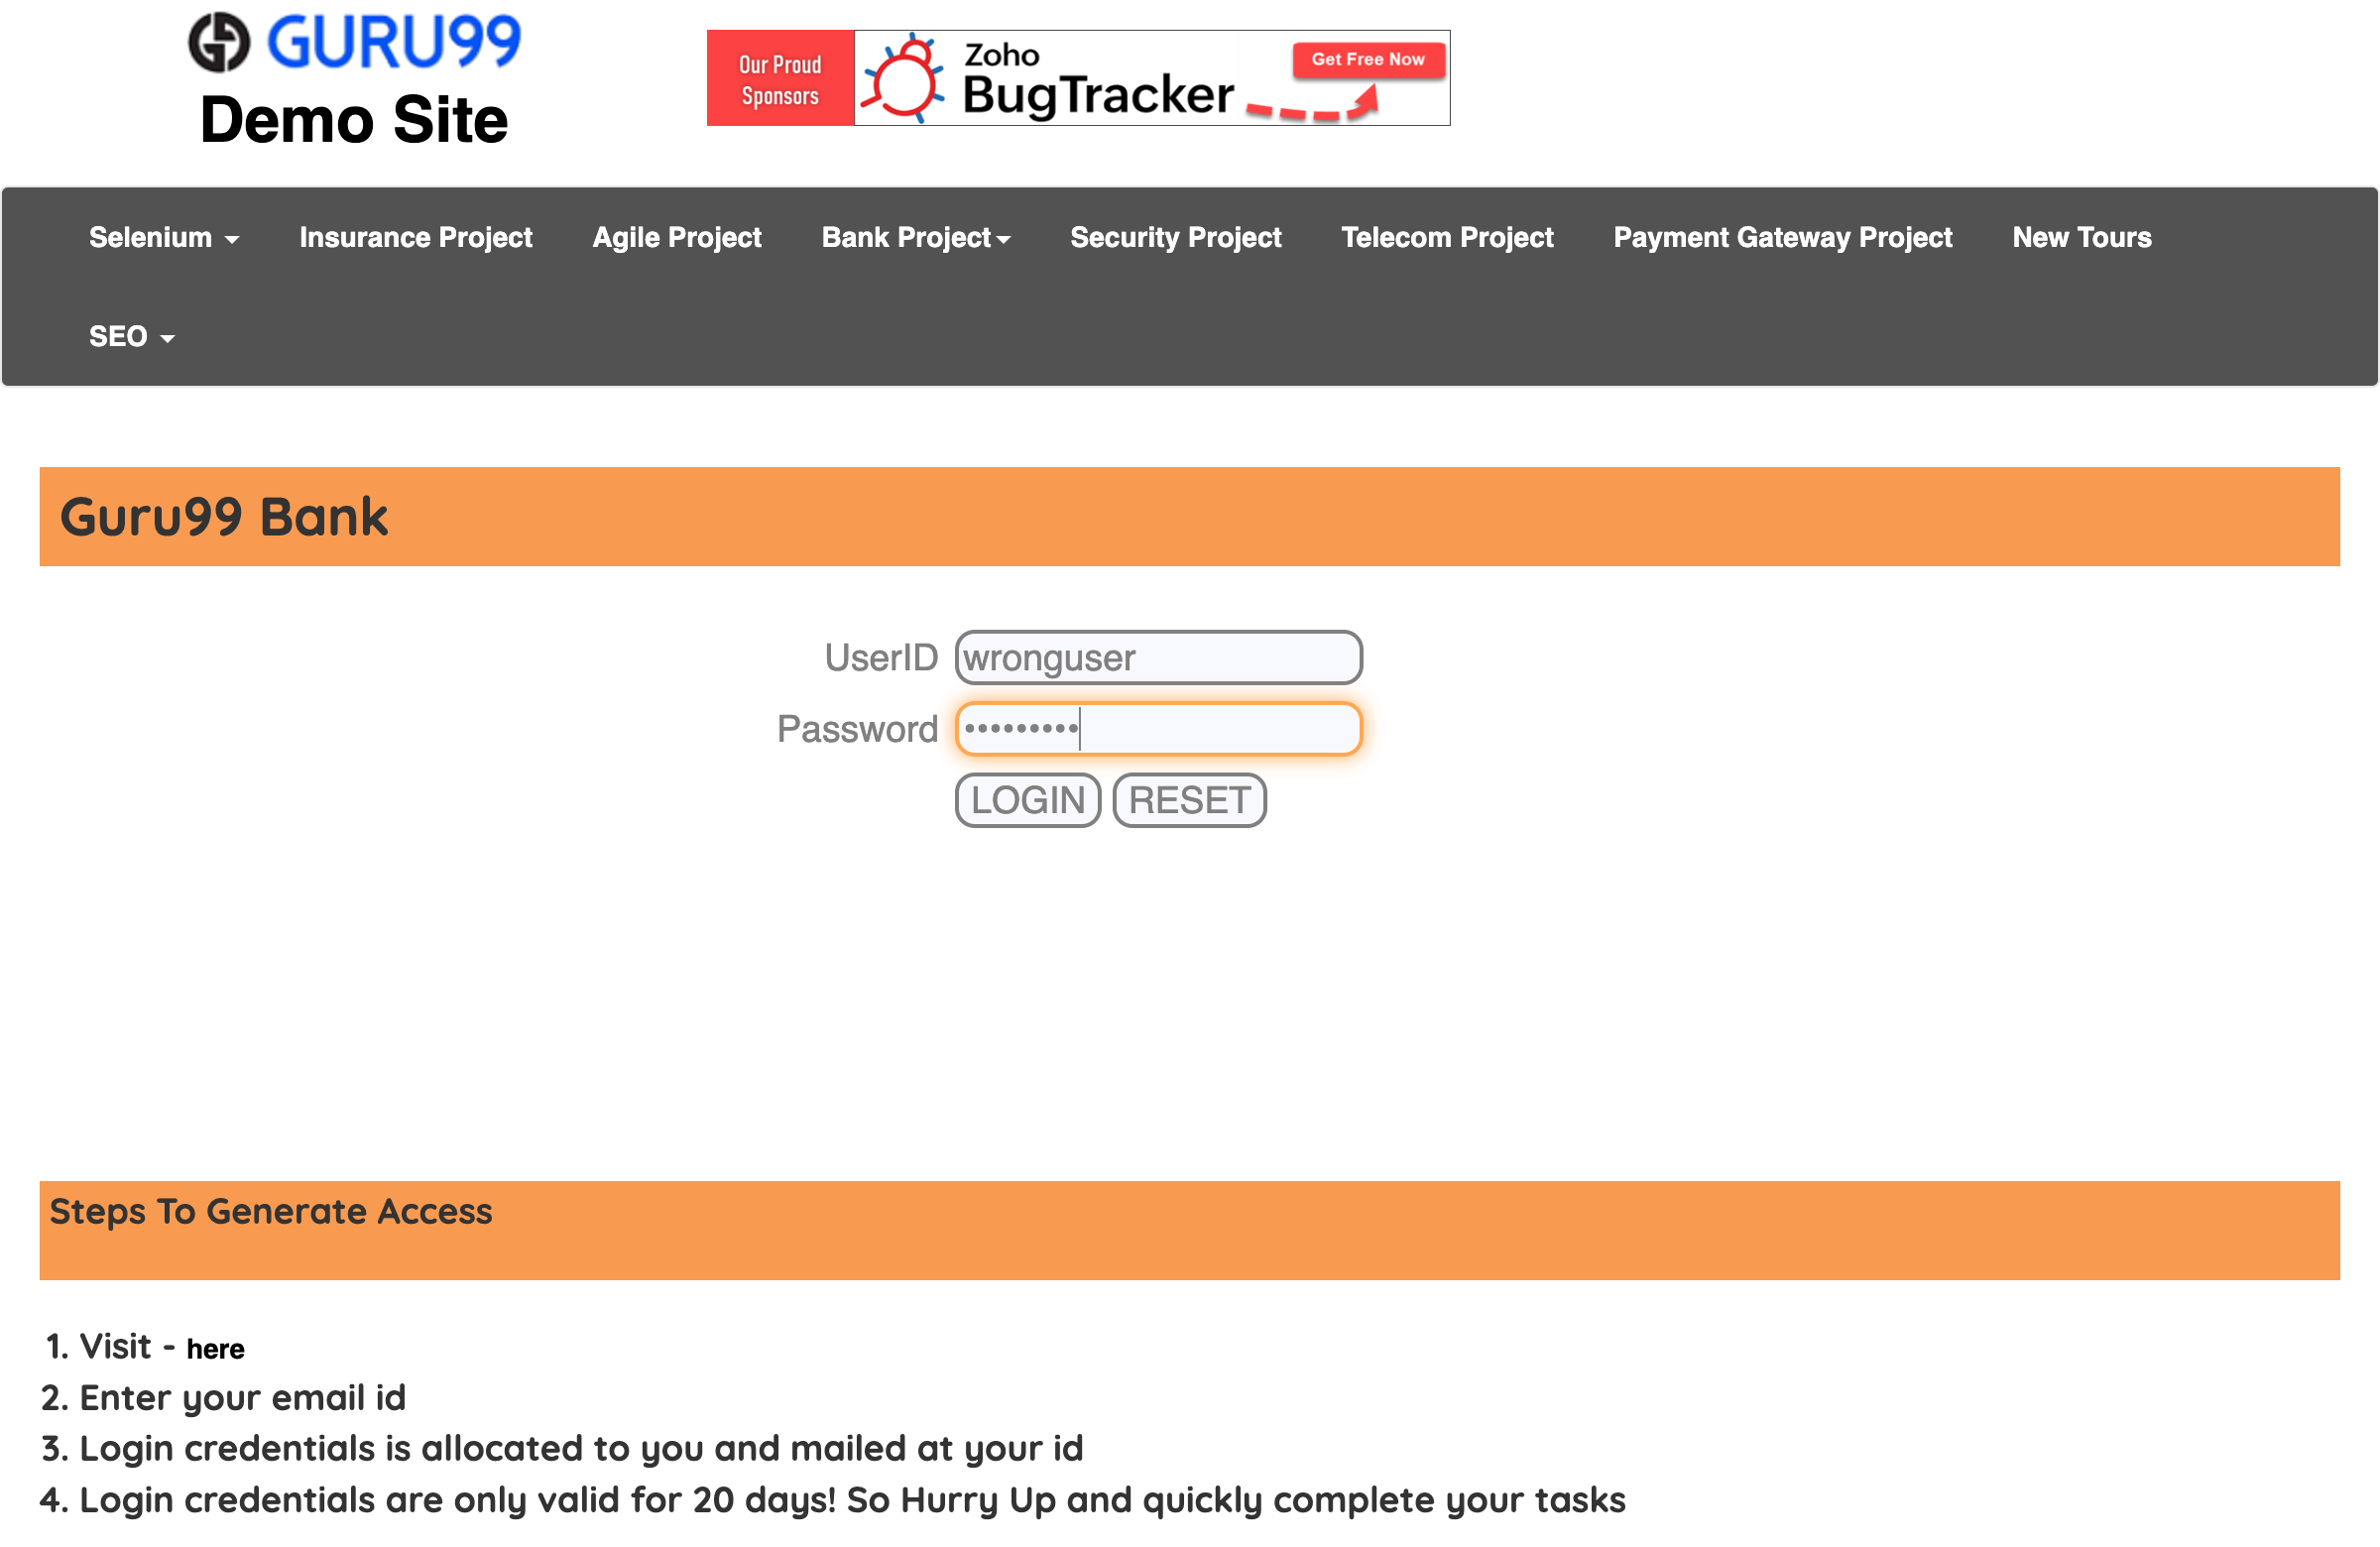 GURU99
Demo Site
Our Proud
Sponsors
Zoho
BugTracker
Get Free Now
Selenium
Insurance Project
Agile Project
Bank Project
Security Project
Telecom Project
Payment Gateway Project
New Tours
SEO
Guru99 Bank
UserID wronguser
Password •••••••••
LOGIN RESET
Steps To Generate Access
1. Visit - here
2. Enter your email id
3. Login credentials is allocated to you and mailed at your id
4. Login credentials are only valid for 20 days! So Hurry Up and quickly complete your tasks